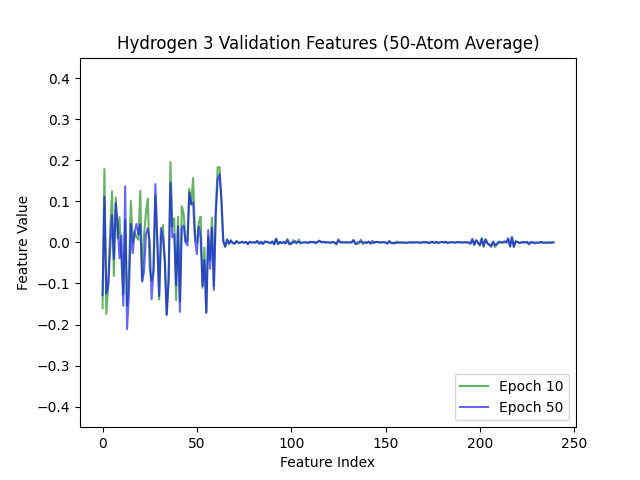 Hydrogen 3 Validation Features (50-Atom Average)
Feature Value
0.4
0.3
0.2
0.1
0.0
−0.1
−0.2
−0.3
−0.4
Epoch 10
Epoch 50
0 50 100 150 200 250
Feature Index